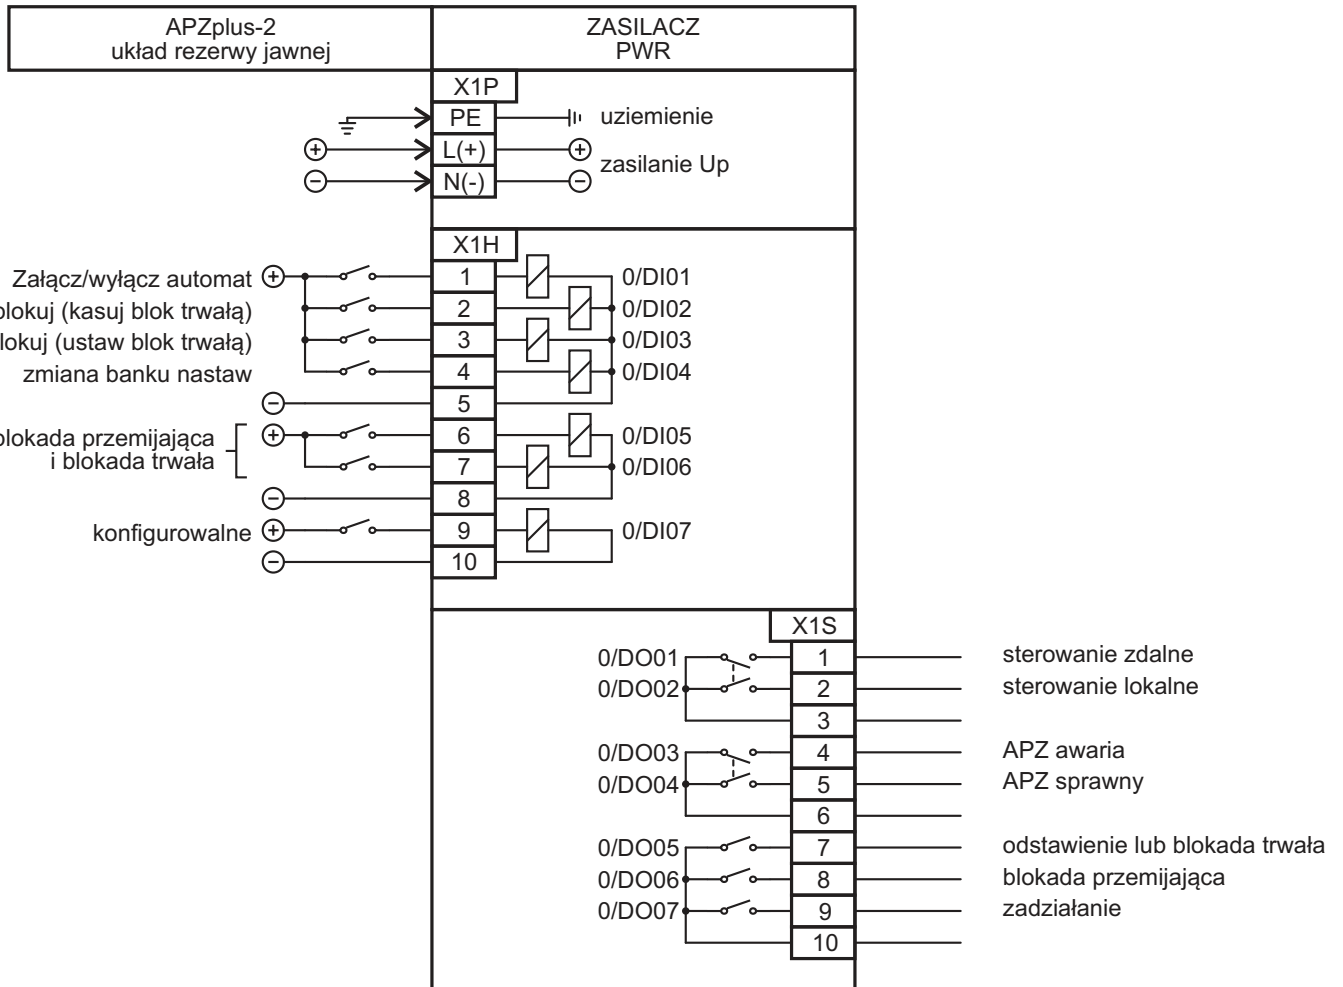 APZplus-2
układ rezerwy jawnej
ZASILACZ
PWR
X1P
PE
uziemienie
L(+)
zasilanie Up
N(-)
X1H
Załącz/wyłącz automat
1
0/DI01
blokuj (kasuj blok trwałą)
2
0/DI02
lokuj (ustaw blok trwałą)
3
0/DI03
zmiana banku nastaw
4
0/DI04
5
blokada przemijająca
i blokada trwała
6
0/DI05
7
0/DI06
8
konfigurowalne
9
0/DI07
10
X1S
0/DO01
1
sterowanie zdalne
0/DO02
2
sterowanie lokalne
3
0/DO03
4
APZ awaria
0/DO04
5
APZ sprawny
6
0/DO05
7
odstawienie lub blokada trwała
0/DO06
8
blokada przemijająca
0/DO07
9
zadziałanie
10